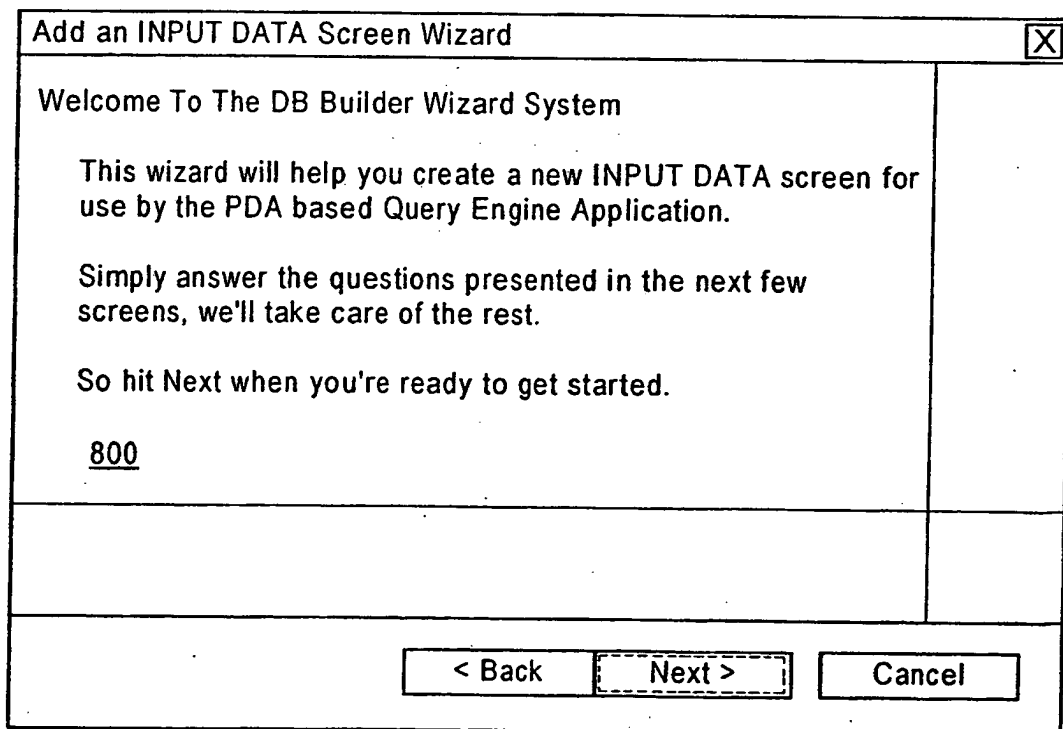 Add an INPUT DATA Screen Wizard
X
Welcome To The DB Builder Wizard System
This wizard will help you create a new INPUT DATA screen for
use by the PDA based Query Engine Application.
Simply answer the questions presented in the next few
screens, we'll take care of the rest.
So hit Next when you're ready to get started.
800
< Back
Next >
Cancel